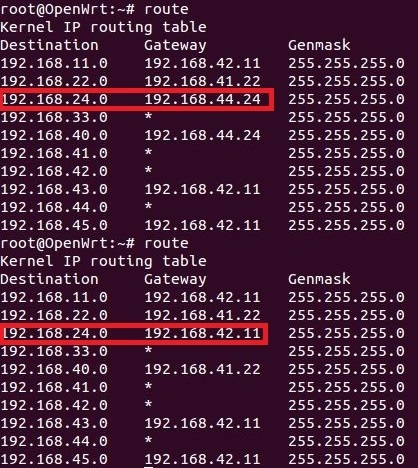 root@OpenWrt:~# route
Kernel IP routing table
Destination Gateway Genmask
192.168.11.0 192.168.42.11 255.255.255.0
192.168.22.0 192.168.41.22 255.255.255.0
192.168.24.0 192.168.44.24 255.255.255.0
192.168.33.0 * 255.255.255.0
192.168.40.0 192.168.44.24 255.255.255.0
192.168.41.0 * 255.255.255.0
192.168.42.0 * 255.255.255.0
192.168.43.0 192.168.42.11 255.255.255.0
192.168.44.0 * 255.255.255.0
192.168.45.0 192.168.42.11 255.255.255.0
root@OpenWrt:~# route
Kernel IP routing table
Destination Gateway Genmask
192.168.11.0 192.168.42.11 255.255.255.0
192.168.22.0 192.168.41.22 255.255.255.0
192.168.24.0 192.168.42.11 255.255.255.0
192.168.33.0 * 255.255.255.0
192.168.40.0 192.168.41.22 255.255.255.0
192.168.41.0 * 255.255.255.0
192.168.42.0 * 255.255.255.0
192.168.43.0 192.168.42.11 255.255.255.0
192.168.44.0 * 255.255.255.0
192.168.45.0 192.168.42.11 255.255.255.0